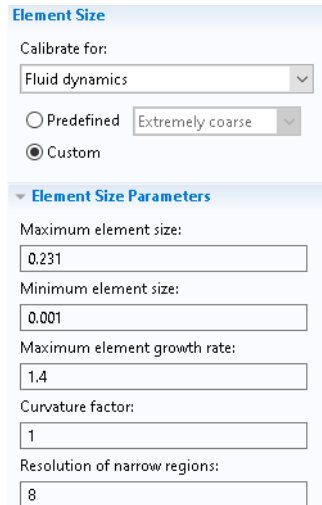 Element Size
Calibrate for:
Fluid dynamics
Predefined Extremely coarse
Custom
Element Size Parameters
Maximum element size:
0.231
Minimum element size:
0.001
Maximum element growth rate:
1.4
Curvature factor:
1
Resolution of narrow regions:
8